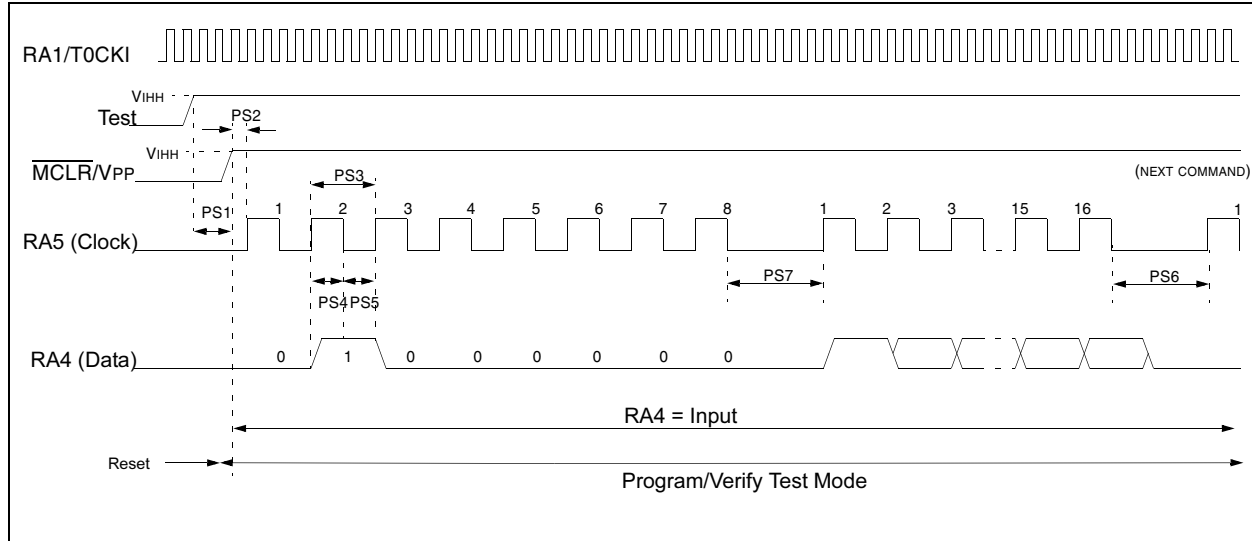 RA1/T0CKI
VIHH
Test
PS2
VIHH
MCLR/VPP
(NEXT COMMAND)
PS3
PS1
1 2 3 4 5 6 7 8 1 2 3 15 16 1
RA5 (Clock)
PS7 PS6
PS4 PS5
RA4 (Data) 0 1 0 0 0 0 0 0
RA4 = Input
Reset
Program/Verify Test Mode